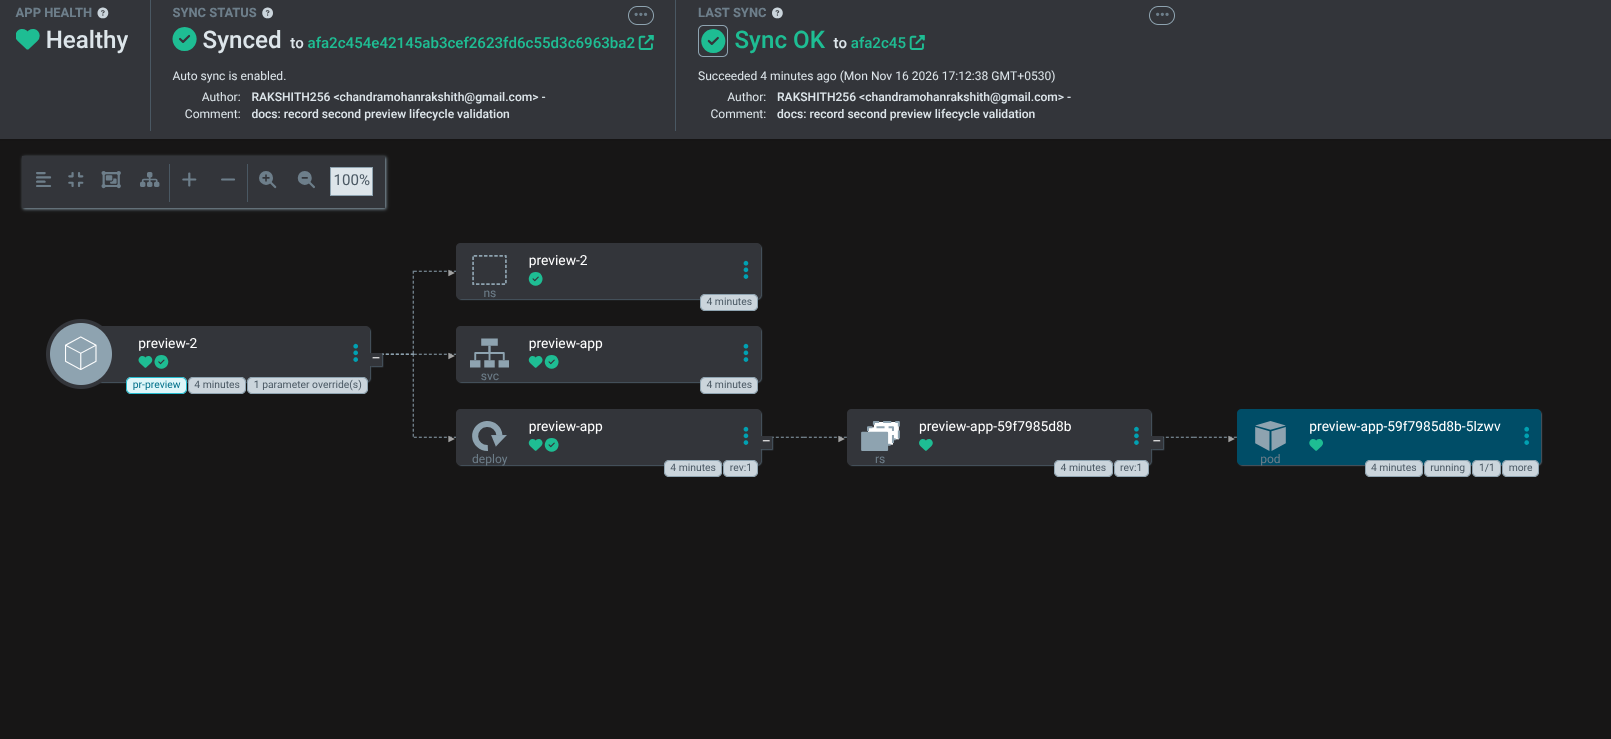 APP HEALTH
Healthy
SYNC STATUS
Synced to afa2c454e42145ab3cef2623fd6c55d3c6963ba2
Auto sync is enabled.
Author: RAKSHITH256 <chandramohanrakshith@gmail.com> -
Comment: docs: record second preview lifecycle validation
LAST SYNC
Sync OK to afa2c45
Succeeded 4 minutes ago (Mon Nov 16 2026 17:12:38 GMT+0530)
Author: RAKSHITH256 <chandramohanrakshith@gmail.com> -
Comment: docs: record second preview lifecycle validation
100%
preview-2
pr-preview 4 minutes 1 parameter override(s)
preview-2
ns
4 minutes
preview-app
svc
4 minutes
preview-app
deploy
4 minutes rev:1
preview-app-59f7985d8b
rs
4 minutes rev:1
preview-app-59f7985d8b-5lzwv
pod
4 minutes running 1/1 more